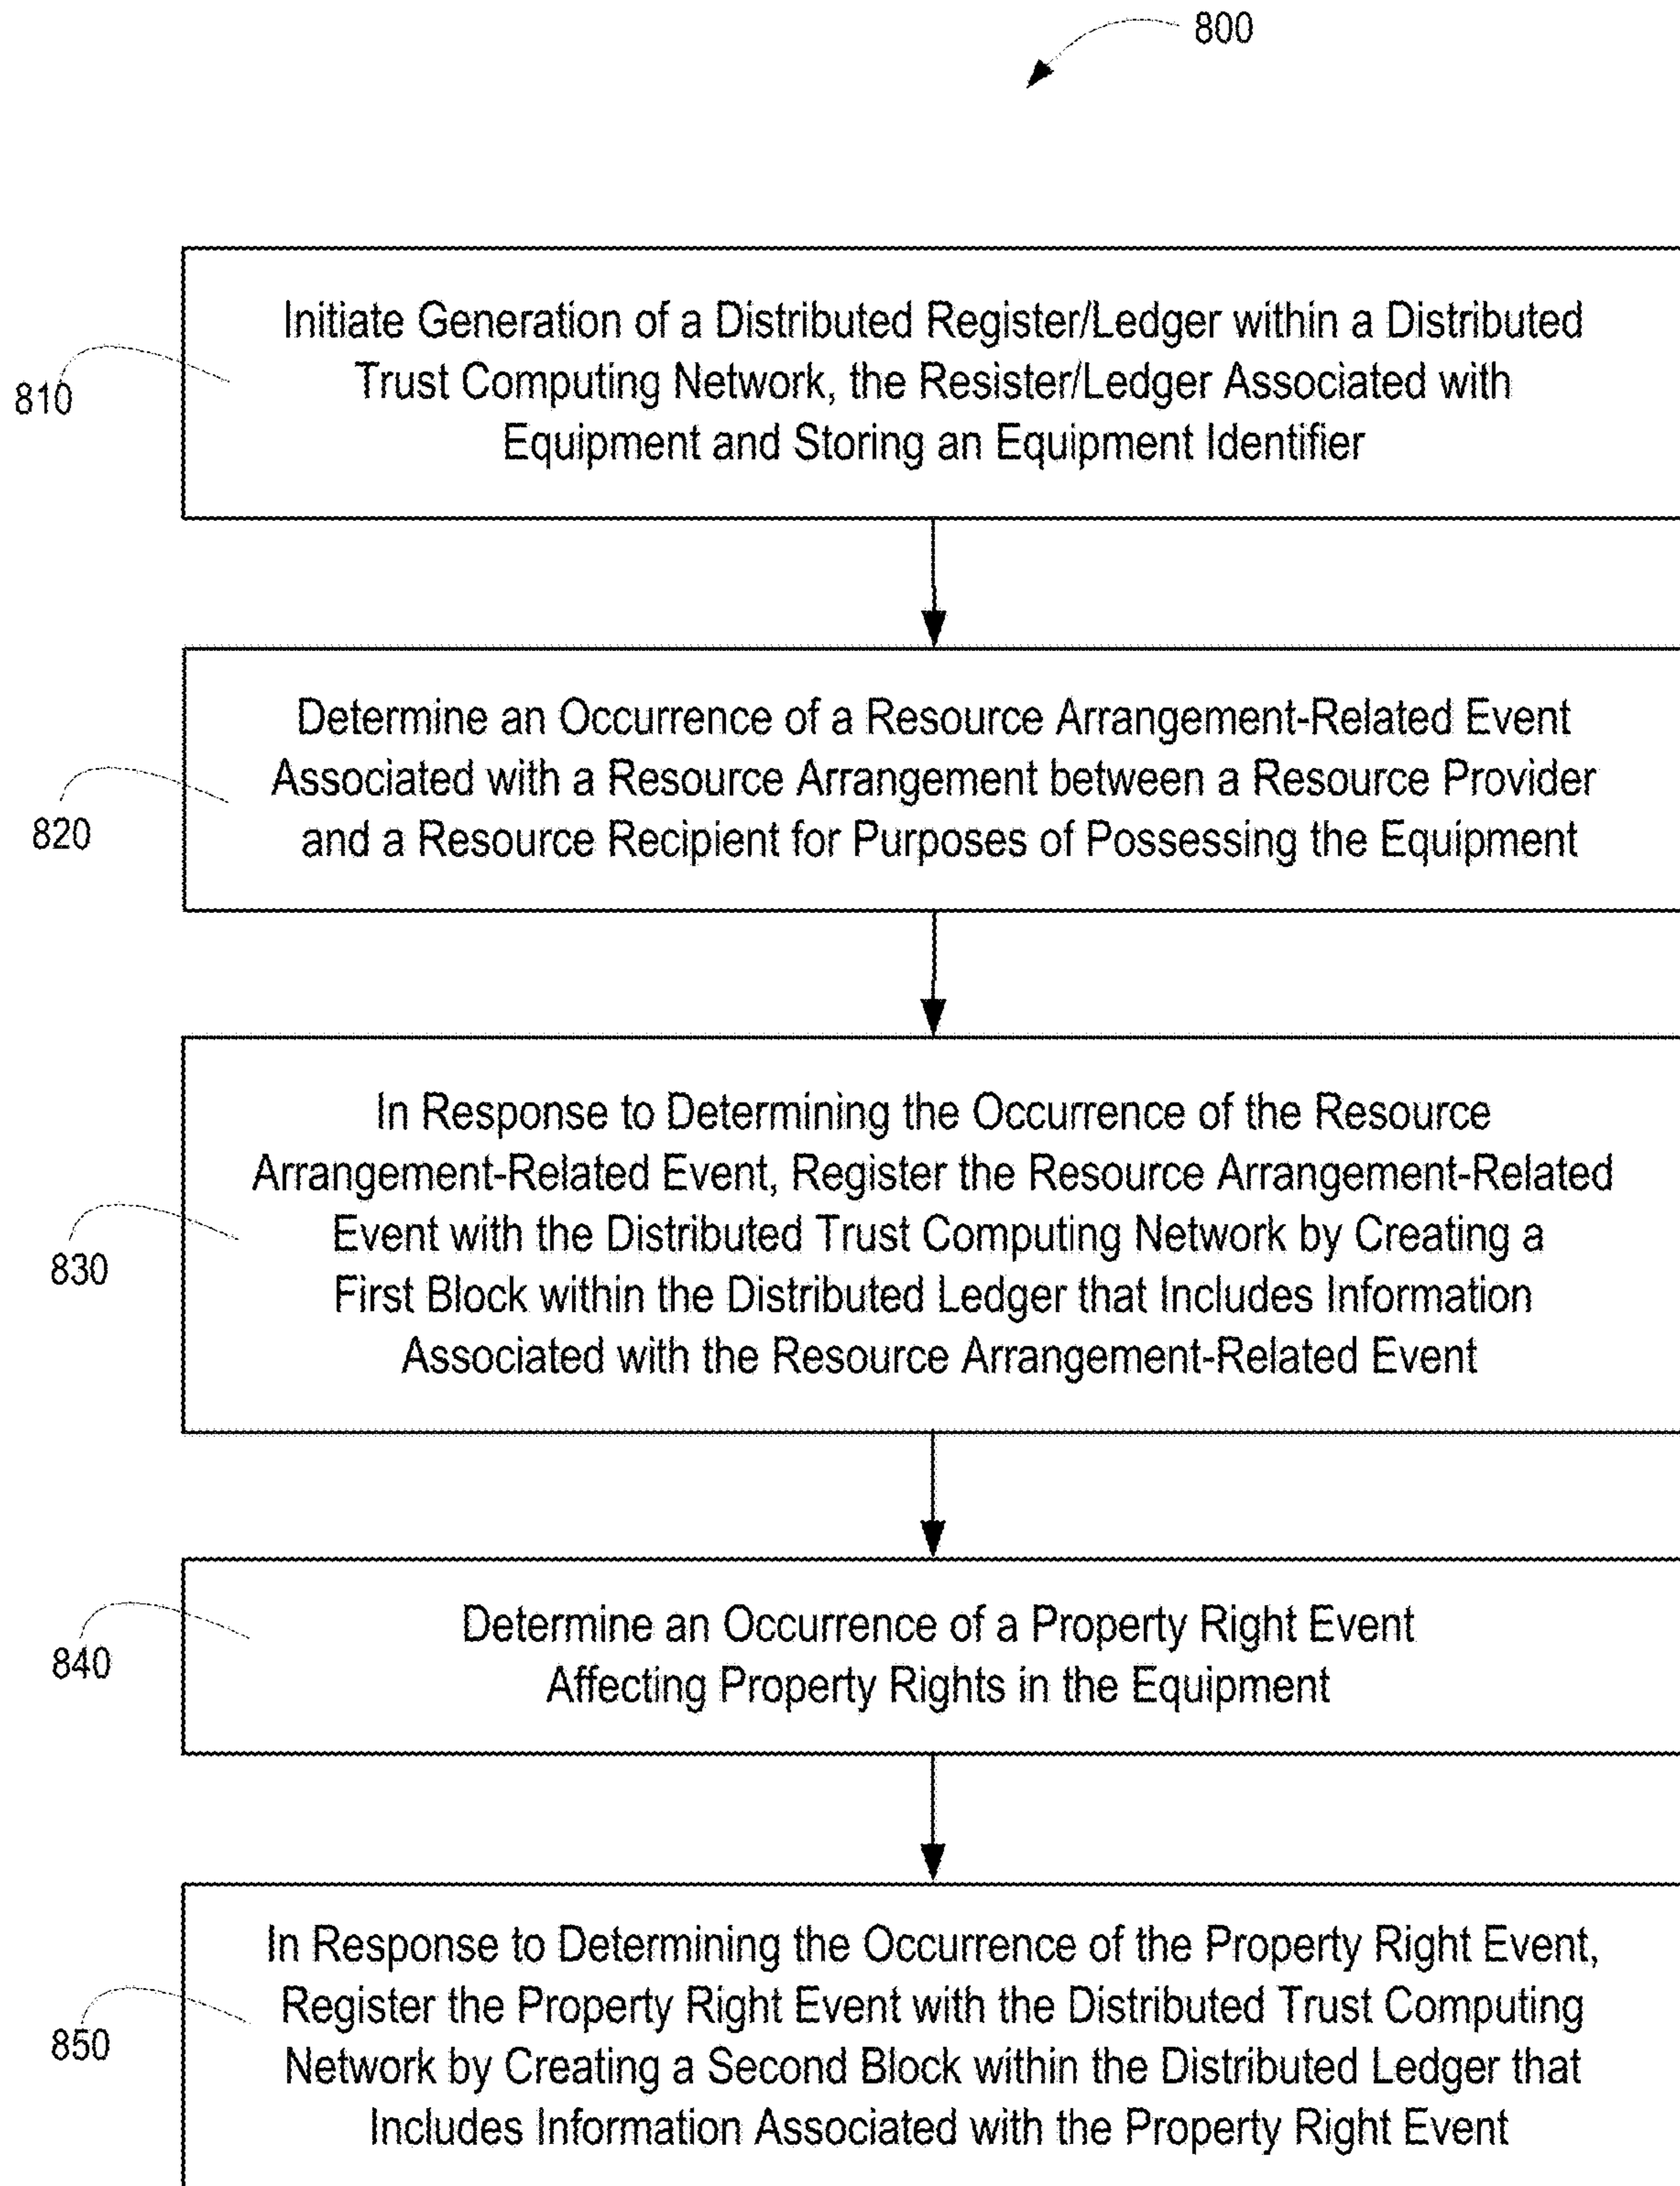 800
Initiate Generation of a Distributed Register/Ledger within a Distributed
Trust Computing Network, the Resister/Ledger Associated with
Equipment and Storing an Equipment Identifier
810
Determine an Occurrence of a Resource Arrangement-Related Event
Associated with a Resource Arrangement between a Resource Provider
and a Resource Recipient for Purposes of Possessing the Equipment
820
In Response to Determining the Occurrence of the Resource
Arrangement-Related Event, Register the Resource Arrangement-Related
Event with the Distributed Trust Computing Network by Creating a
First Block within the Distributed Ledger that Includes Information
Associated with the Resource Arrangement-Related Event
830
Determine an Occurrence of a Property Right Event
Affecting Property Rights in the Equipment
840
In Response to Determining the Occurrence of the Property Right Event,
Register the Property Right Event with the Distributed Trust Computing
Network by Creating a Second Block within the Distributed Ledger that
Includes Information Associated with the Property Right Event
850